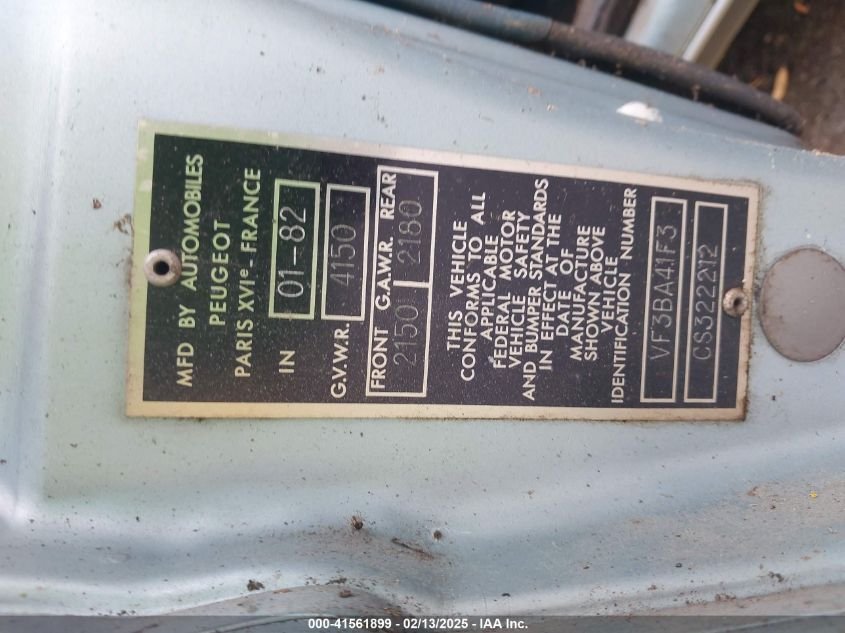 MFD BY AUTOMOBILES
PEUGEOT
PARIS XVIe - FRANCE
IN 01-82
G.V.W.R. 4150
FRONT G.A.W.R. REAR
2150 2180
THIS VEHICLE
CONFORMS TO ALL
APPLICABLE
FEDERAL MOTOR
VEHICLE SAFETY
AND BUMPER STANDARDS
IN EFFECT AT THE
DATE OF
MANUFACTURE
SHOWN ABOVE
VEHICLE
IDENTIFICATION NUMBER
VF3BA41F3
CS322212
000-41561899 - 02/13/2025 - IAA Inc.